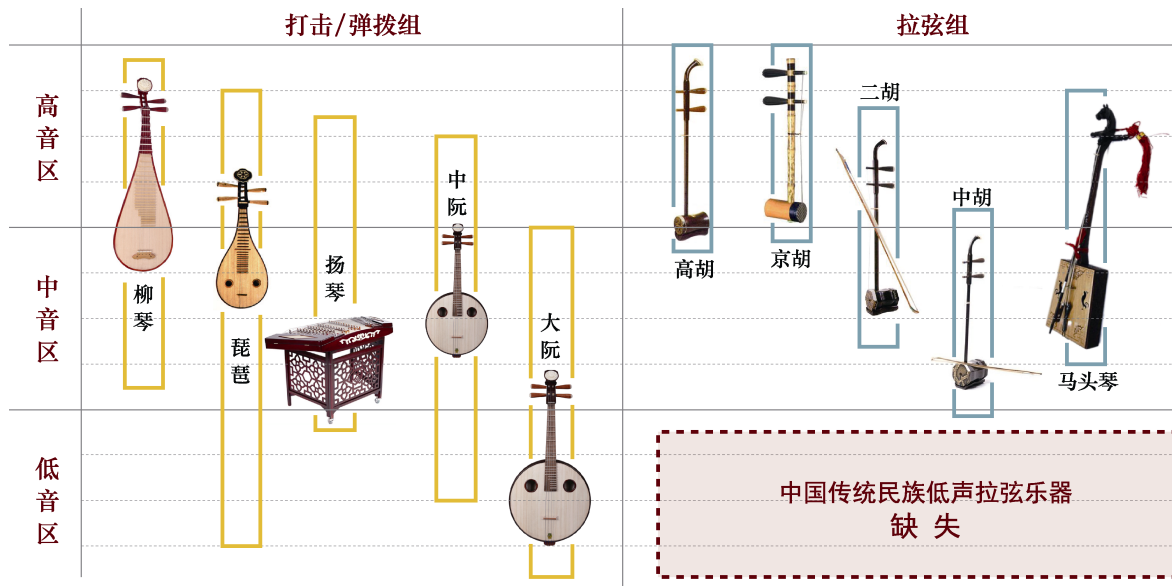 打击/弹拨组
拉弦组
高音区
中音区
低音区
柳琴
琵琶
扬琴
中阮
大阮
高胡
京胡
二胡
中胡
马头琴
中国传统民族低声拉弦乐器
缺失